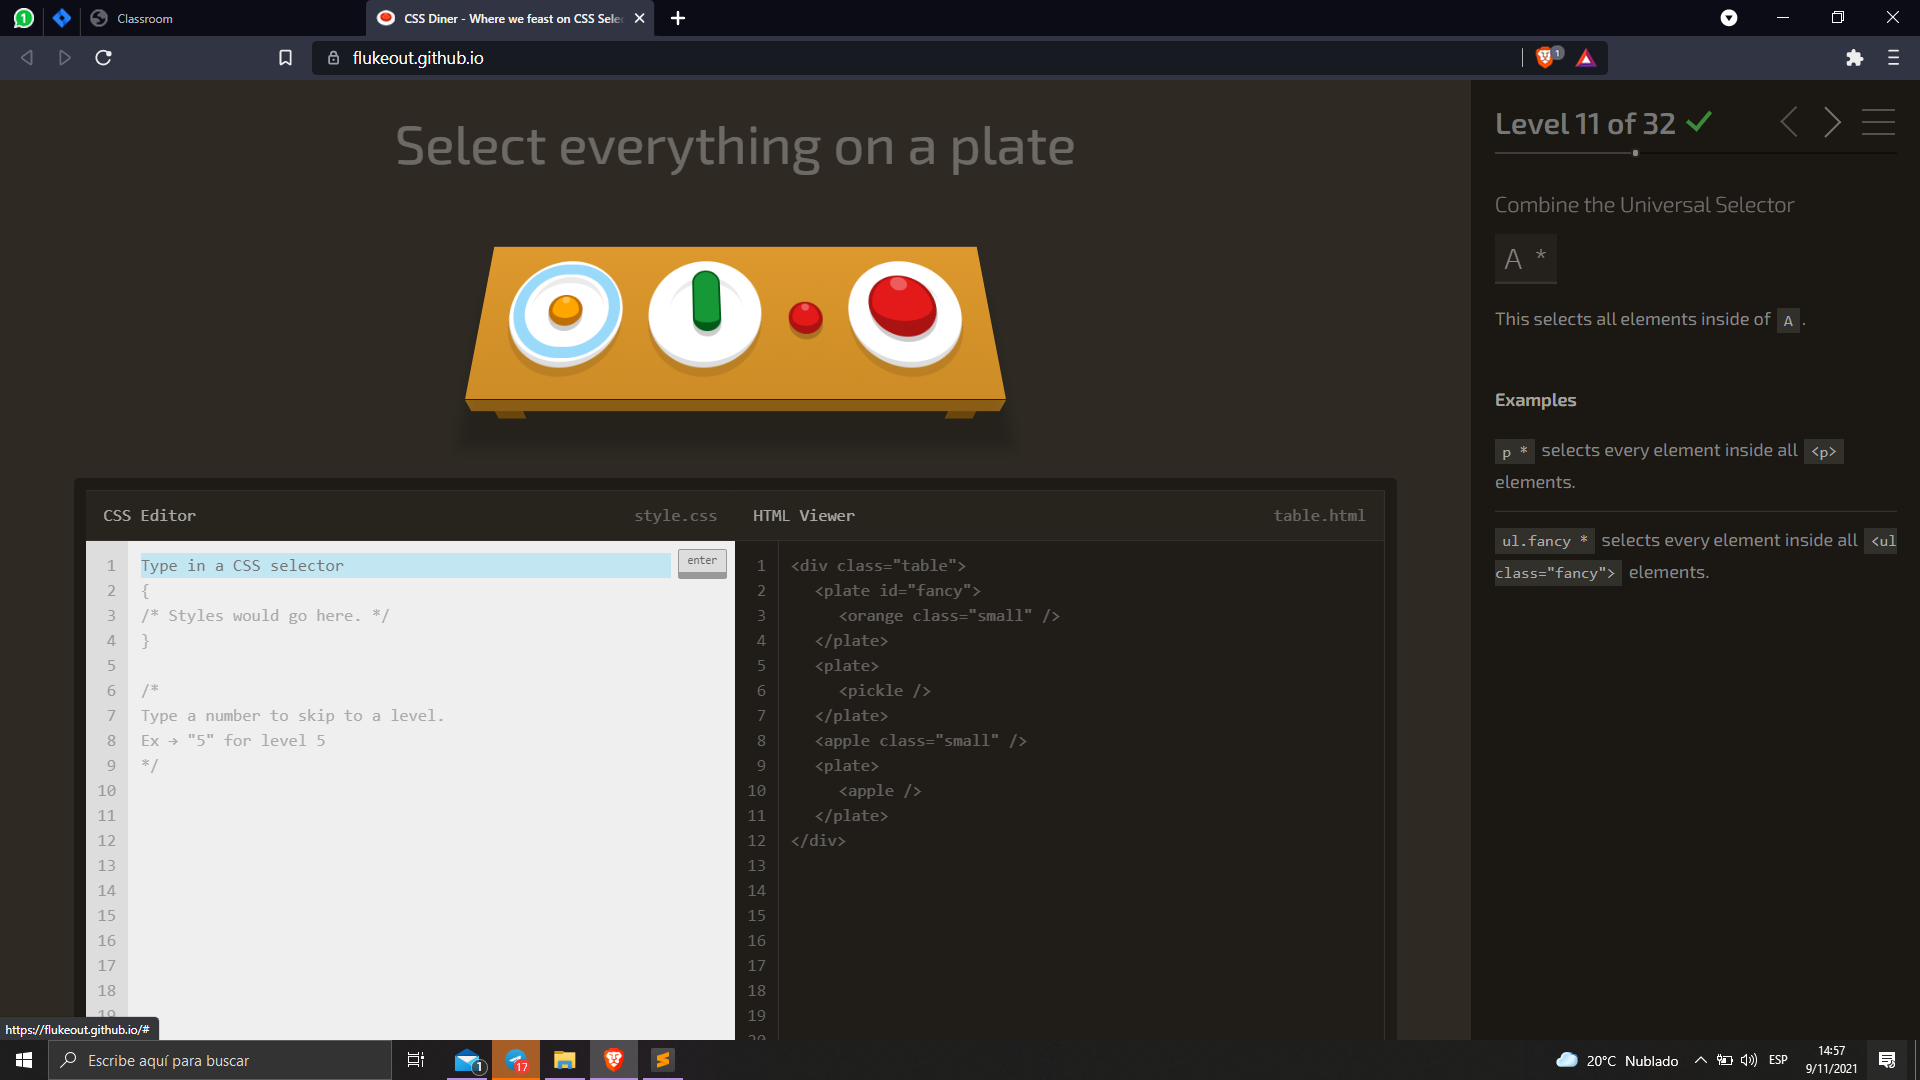 1
Classroom
CSS Diner - Where we feast on CSS Sele
flukeout.github.io
1
Select everything on a plate
Level 11 of 32
Combine the Universal Selector
A *
This selects all elements inside of A .
Examples
p * selects every element inside all <p>
elements.
ul.fancy * selects every element inside all <ul
class="fancy"> elements.
CSS Editor
style.css
1 Type in a CSS selector
enter
2 {
3 /* Styles would go here. */
4 }
5
6 /*
7 Type a number to skip to a level.
8 Ex → "5" for level 5
9 */
10
11
12
13
14
15
16
17
18
19
HTML Viewer
table.html
1 <div class="table">
2 <plate id="fancy">
3 <orange class="small" />
4 </plate>
5 <plate>
6 <pickle />
7 </plate>
8 <apple class="small" />
9 <plate>
10 <apple />
11 </plate>
12 </div>
13
14
15
16
17
18
19
20
https://flukeout.github.io/#
Escribe aquí para buscar
1
17
20°C Nublado
ESP
14:57
9/11/2021